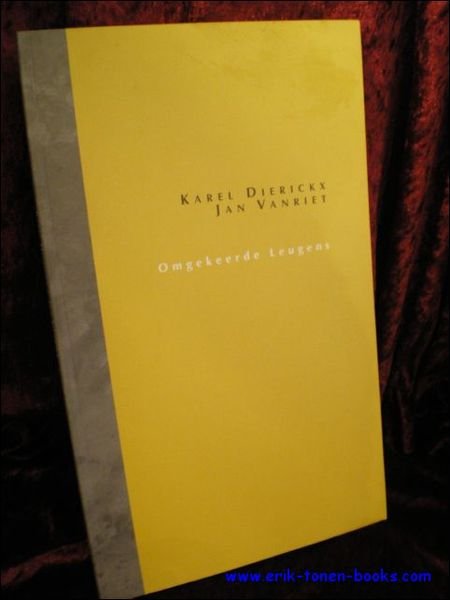 KAREL DIERICKX
JAN VANRIET
Omgekeerde Leugens
www.erik-tonen-books.com